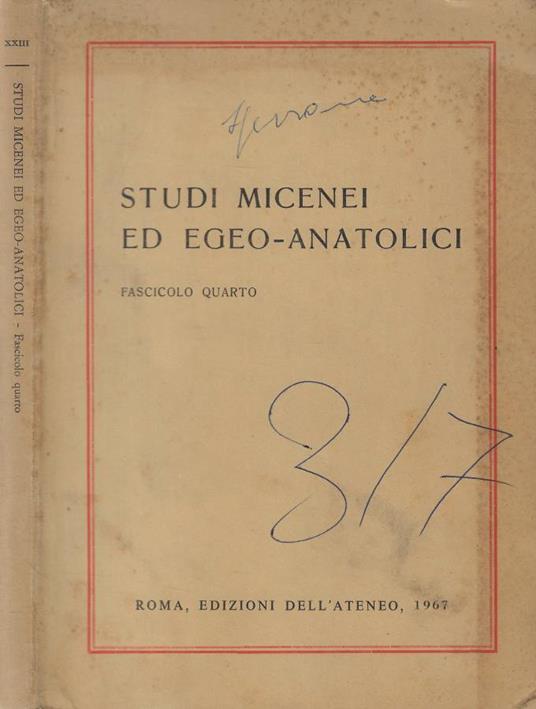 XXIII
STUDI MICENEI ED EGEO-ANATOLICI - Fascicolo quarto
STUDI MICENEI
ED EGEO-ANATOLICI
FASCICOLO QUARTO
3/7
ROMA, EDIZIONI DELL'ATENEO, 1967